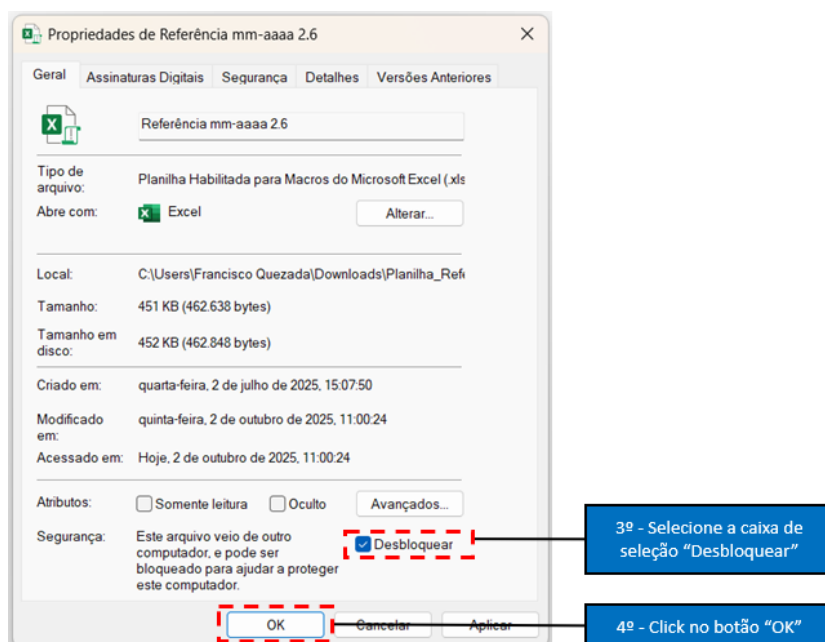 Propriedades de Referência mm-aaaa 2.6
Geral Assinaturas Digitais Segurança Detalhes Versões Anteriores
Referência mm-aaaa 2.6
Tipo de
arquivo:
Planilha Habilitada para Macros do Microsoft Excel (.xls
Abre com: Excel Alterar...
Local: C:\Users\Francisco Quezada\Downloads\Planilha_Refe
Tamanho: 451 KB (462.638 bytes)
Tamanho em
disco:
452 KB (462.848 bytes)
Criado em: quarta-feira, 2 de julho de 2025, 15:07:50
Modificado
em:
quinta-feira, 2 de outubro de 2025, 11:00:24
Acessado em: Hoje, 2 de outubro de 2025, 11:00:24
Atributos: Somente leitura Oculto Avançados...
Segurança: Este arquivo veio de outro
computador, e pode ser
bloqueado para ajudar a proteger
este computador.
Desbloquear
3º - Selecione a caixa de
seleção “Desbloquear”
OK Cancelar Aplicar
4º - Click no botão “OK”